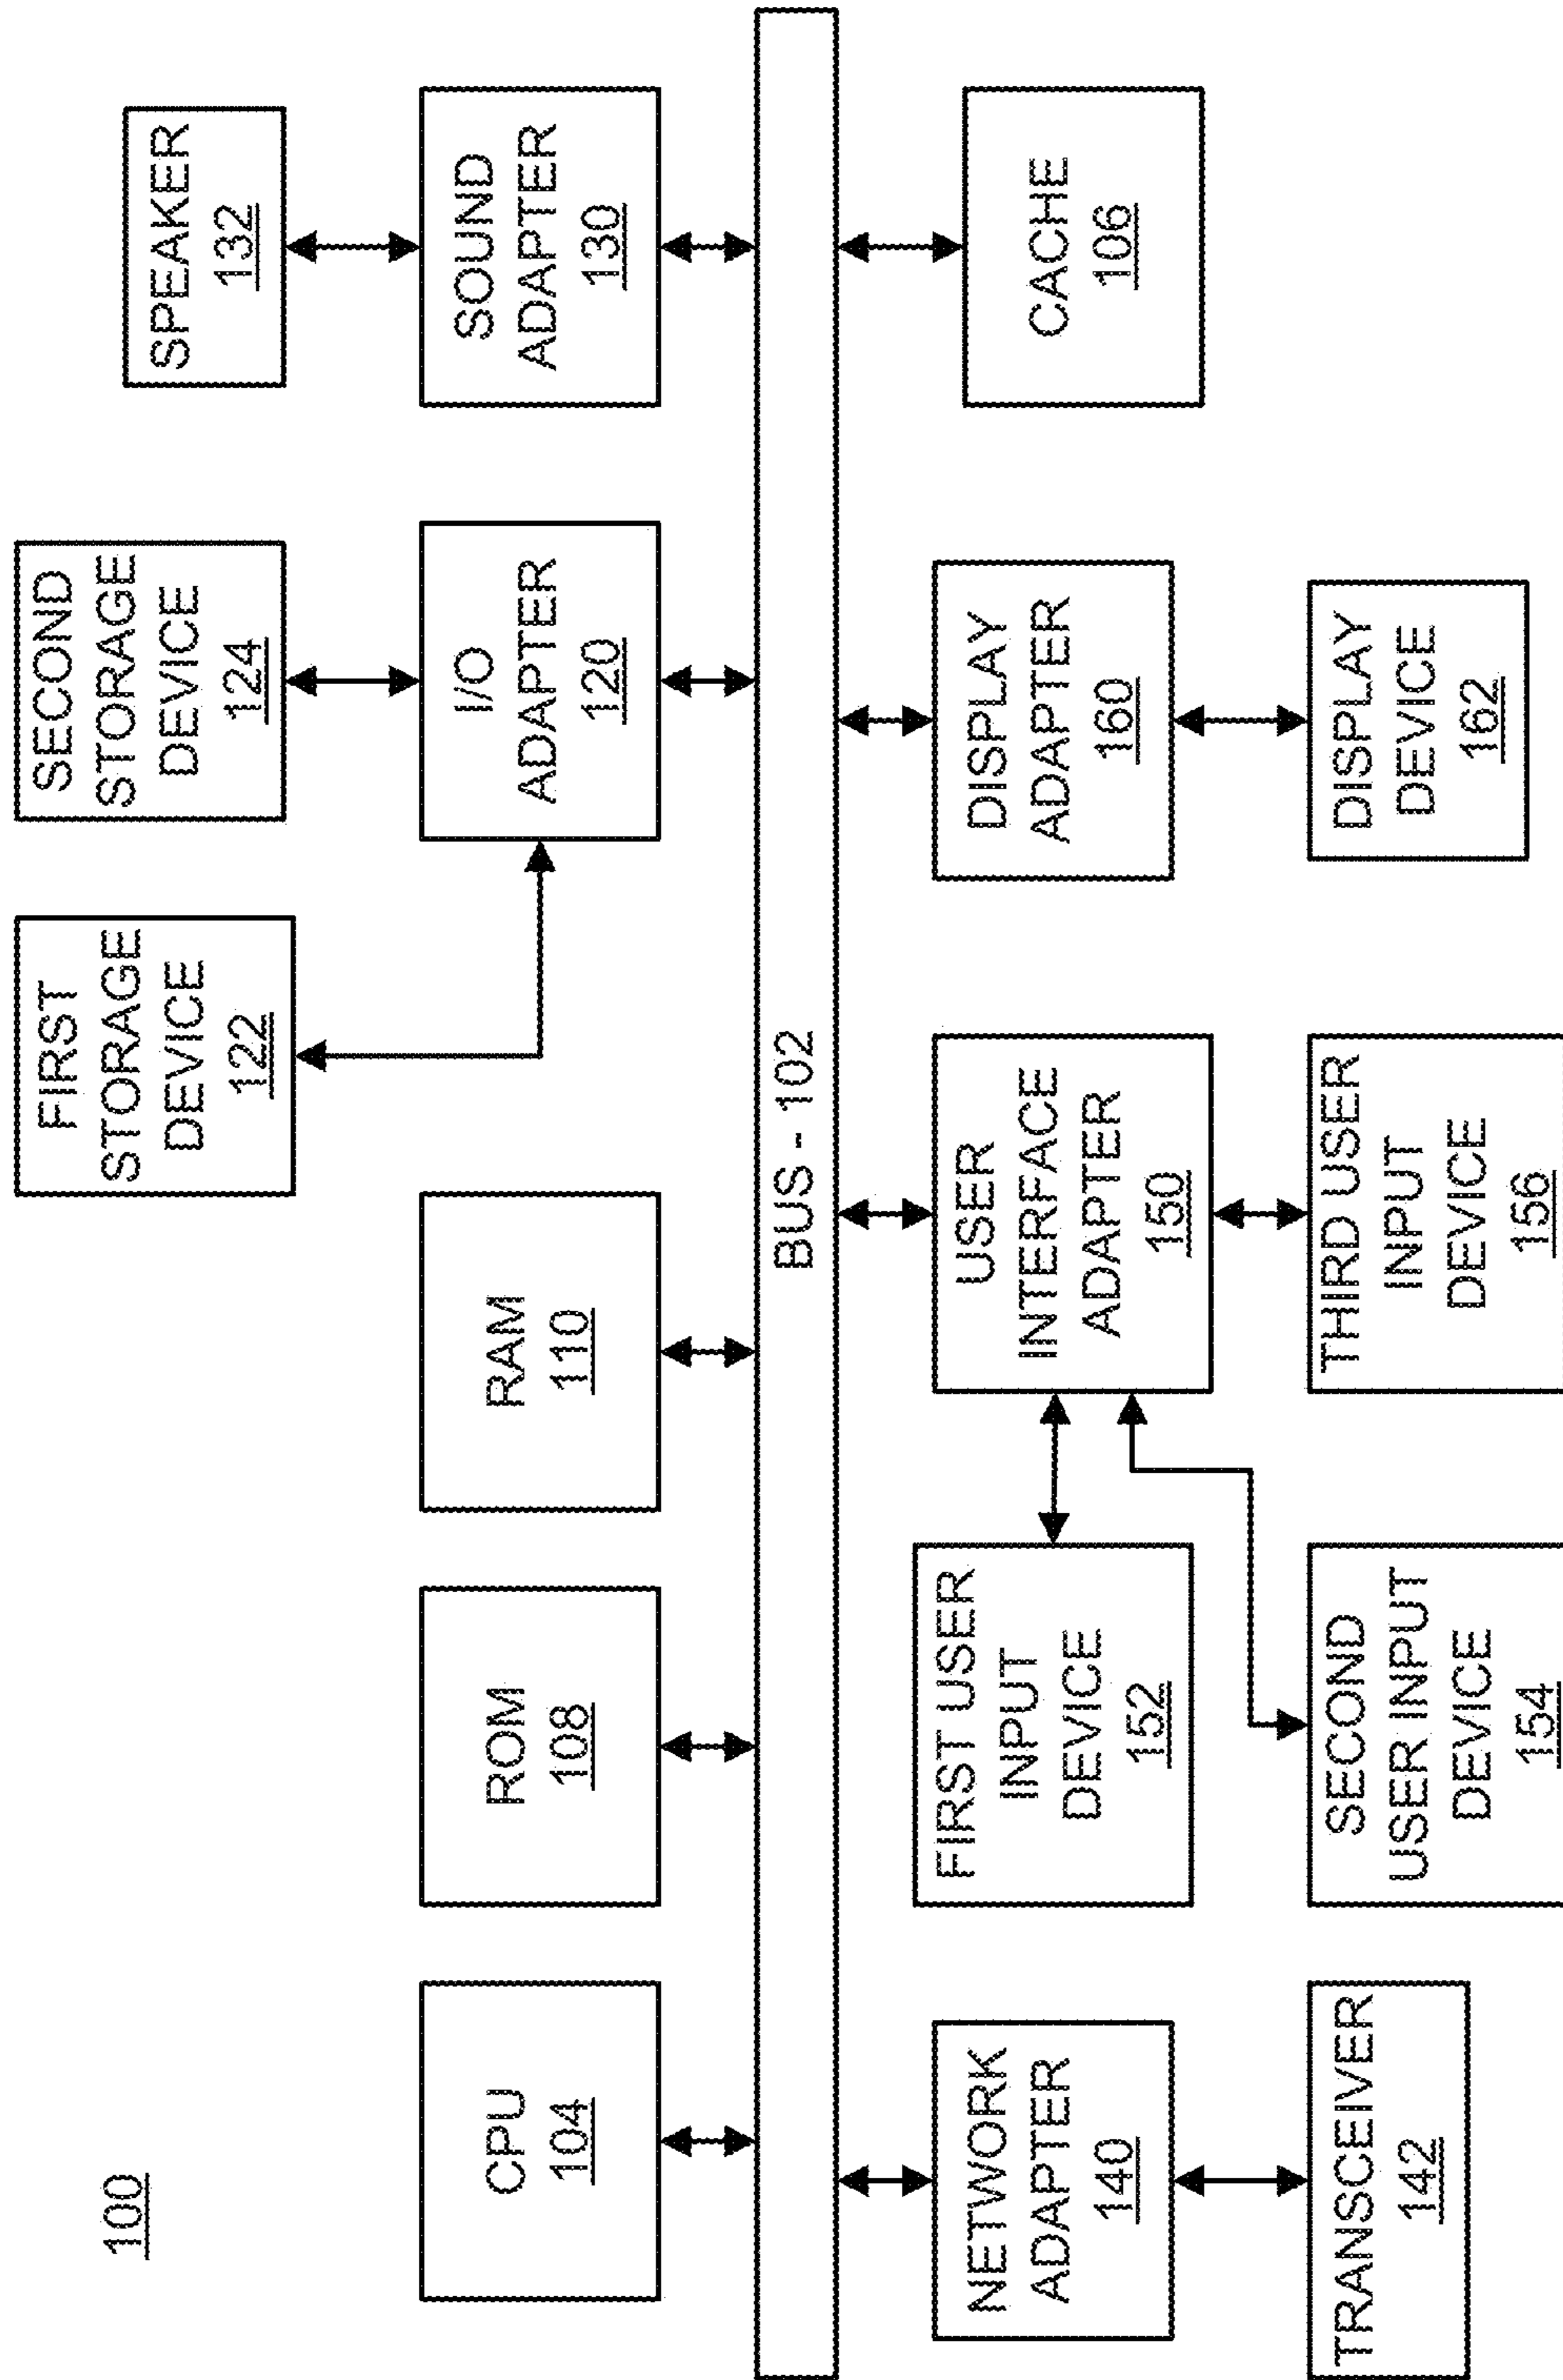 100
CPU
104
ROM
108
RAM
110
FIRST
STORAGE
DEVICE
122
SECOND
STORAGE
DEVICE
124
I/O
ADAPTER
120
SPEAKER
132
SOUND
ADAPTER
130
BUS - 102
NETWORK
ADAPTER
140
TRANSCEIVER
142
FIRST USER
INPUT
DEVICE
152
SECOND
USER INPUT
DEVICE
154
USER
INTERFACE
ADAPTER
150
THIRD USER
INPUT
DEVICE
156
DISPLAY
ADAPTER
160
DISPLAY
DEVICE
162
CACHE
106